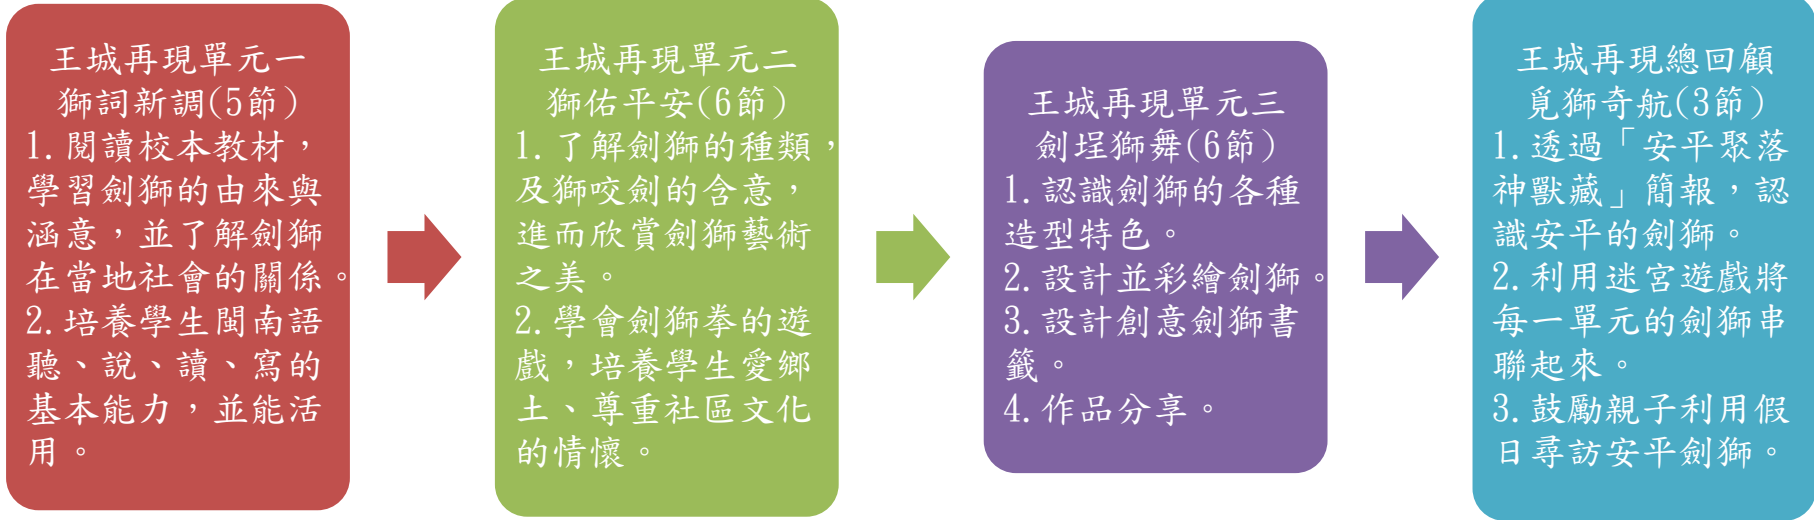 王城再現單元一
獅詞新調(5節)
1.閱讀校本教材，
學習劍獅的由來與
涵意，並了解劍獅
在當地社會的關係。
2.培養學生閩南語
聽、說、讀、寫的
基本能力，並能活
用。
王城再現單元二
獅佑平安(6節)
1.了解劍獅的種類，
及獅咬劍的含意，
進而欣賞劍獅藝術
之美。
2.學會劍獅拳的遊
戲，培養學生愛鄉
土、尊重社區文化
的情懷。
王城再現單元三
劍埕獅舞(6節)
1.認識劍獅的各種
造型特色。
2.設計並彩繪劍獅。
3.設計創意劍獅書
籤。
4.作品分享。
王城再現總回顧
覓獅奇航(3節)
1.透過「安平聚落
神獸藏」簡報，認
識安平的劍獅。
2.利用迷宮遊戲將
每一單元的劍獅串
聯起來。
3.鼓勵親子利用假
日尋訪安平劍獅。